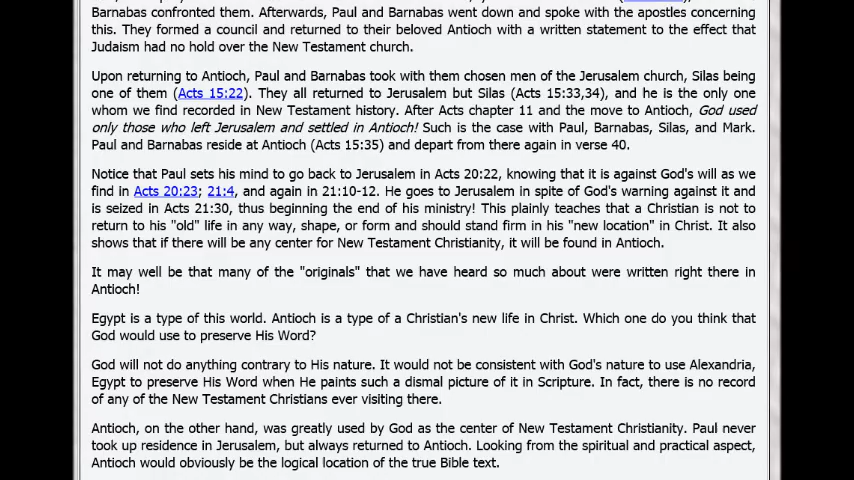 Barnabas confronted them. Afterwards, Paul and Barnabas went down and spoke with the apostles concerning
this. They formed a council and returned to their beloved Antioch with a written statement to the effect that
Judaism had no hold over the New Testament church.
Upon returning to Antioch, Paul and Barnabas took with them chosen men of the Jerusalem church, Silas being
one of them (Acts 15:22). They all returned to Jerusalem but Silas (Acts 15:33,34), and he is the only one
whom we find recorded in New Testament history. After Acts chapter 11 and the move to Antioch, God used
only those who left Jerusalem and settled in Antioch! Such is the case with Paul, Barnabas, Silas, and Mark.
Paul and Barnabas reside at Antioch (Acts 15:35) and depart from there again in verse 40.
Notice that Paul sets his mind to go back to Jerusalem in Acts 20:22, knowing that it is against God's will as we
find in Acts 20:23; 21:4, and again in 21:10-12. He goes to Jerusalem in spite of God's warning against it and
is seized in Acts 21:30, thus beginning the end of his ministry! This plainly teaches that a Christian is not to
return to his "old" life in any way, shape, or form and should stand firm in his "new location" in Christ. It also
shows that if there will be any center for New Testament Christianity, it will be found in Antioch.
It may well be that many of the "originals" that we have heard so much about were written right there in
Antioch!
Egypt is a type of this world. Antioch is a type of a Christian's new life in Christ. Which one do you think that
God would use to preserve His Word?
God will not do anything contrary to His nature. It would not be consistent with God's nature to use Alexandria,
Egypt to preserve His Word when He paints such a dismal picture of it in Scripture. In fact, there is no record
of any of the New Testament Christians ever visiting there.
Antioch, on the other hand, was greatly used by God as the center of New Testament Christianity. Paul never
took up residence in Jerusalem, but always returned to Antioch. Looking from the spiritual and practical aspect,
Antioch would obviously be the logical location of the true Bible text.